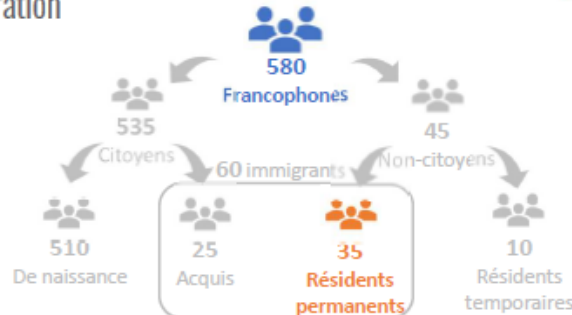 ration
580
Francophones
535
Citoyens
45
Non-citoyens
60 immigrants
510
De naissance
25
Acquis
35
Résidents
permanents
10
Résidents
temporaires